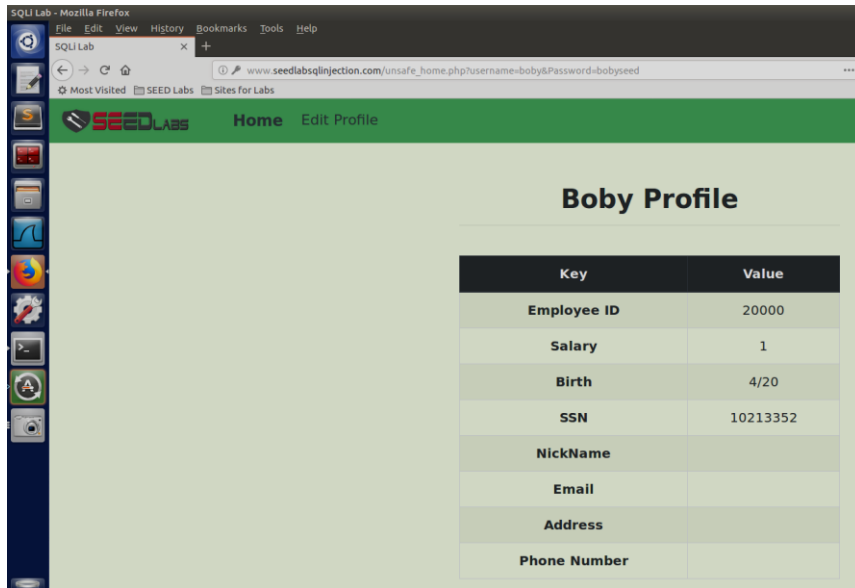 SQLi Lab - Mozilla Firefox
File Edit View History Bookmarks Tools Help
SQLi Lab × +
www.seedlabsqlinjection.com/unsafe_home.php?username=boby&Password=bobyseed
Most Visited SEED Labs Sites for Labs
SEEDLABS Home Edit Profile
Boby Profile
Key Value
Employee ID 20000
Salary 1
Birth 4/20
SSN 10213352
NickName
Email
Address
Phone Number